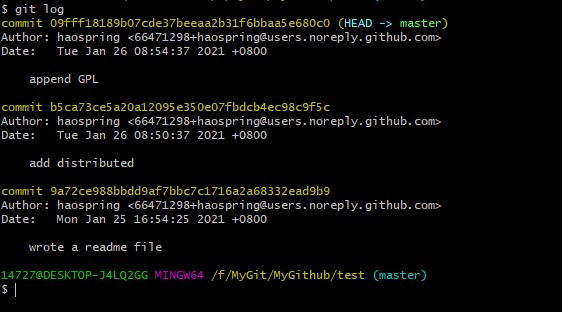 $ git log
commit 09fff18189b07cde37beeaa2b31f6bbaa5e680c0 (HEAD -> master)
Author: haospring <66471298+haospring@users.noreply.github.com>
Date:   Tue Jan 26 08:51:37 2021 +0800
    append GPL
commit b5ca73ce5a20a12095e350e07fbdcb4ec98c9f5c
Author: haospring <66471298+haospring@users.noreply.github.com>
Date:   Tue Jan 26 08:50:37 2021 +0800
    add distributed
commit 9a72ce988bbdd9af7bbc7c1716a2a68332ead9b9
Author: haospring <66471298+haospring@users.noreply.github.com>
Date:   Mon Jan 25 16:54:25 2021 +0800
    wrote a readme file
14727@DESKTOP-J4LQ2GG MINGW64 /f/MyGit/MyGithub/test (master)
$